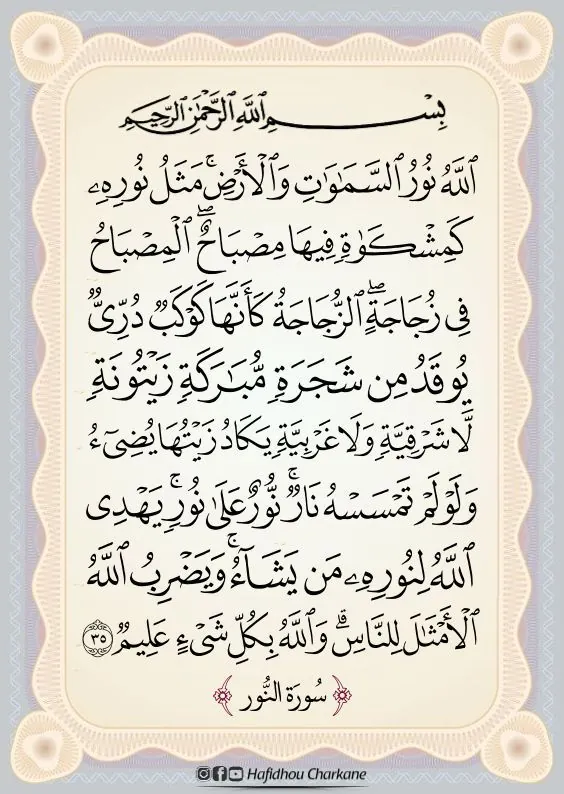 بِسْمِ ٱللَّهِ ٱلرَّحْمَٰنِ ٱلرَّحِيمِ
ٱللَّهُ نُورُ ٱلسَّمَٰوَٰتِ وَٱلْأَرْضِۚ مَثَلُ نُورِهِۦ
كَمِشْكَوٰةٍ فِيهَا مِصْبَاحٌۖ ٱلْمِصْبَاحُ
فِى زُجَاجَةٍۖ ٱلزُّجَاجَةُ كَأَنَّهَا كَوْكَبٌ دُرِّىٌّ
يُوقَدُ مِن شَجَرَةٍ مُّبَٰرَكَةٍ زَيْتُونَةٍ
لَّا شَرْقِيَّةٍ وَلَا غَرْبِيَّةٍ يَكَادُ زَيْتُهَا يُضِىٓءُ
وَلَوْ لَمْ تَمْسَسْهُ نَارٌۚ نُّورٌ عَلَىٰ نُورٍۚ يَهْدِى
ٱللَّهُ لِنُورِهِۦ مَن يَشَآءُۚ وَيَضْرِبُ ٱللَّهُ
ٱلْأَمْثَٰلَ لِلنَّاسِۗ وَٱللَّهُ بِكُلِّ شَىْءٍ عَلِيمٌ ٣٥
سُورَة النُّور
Hafidhou Charkane